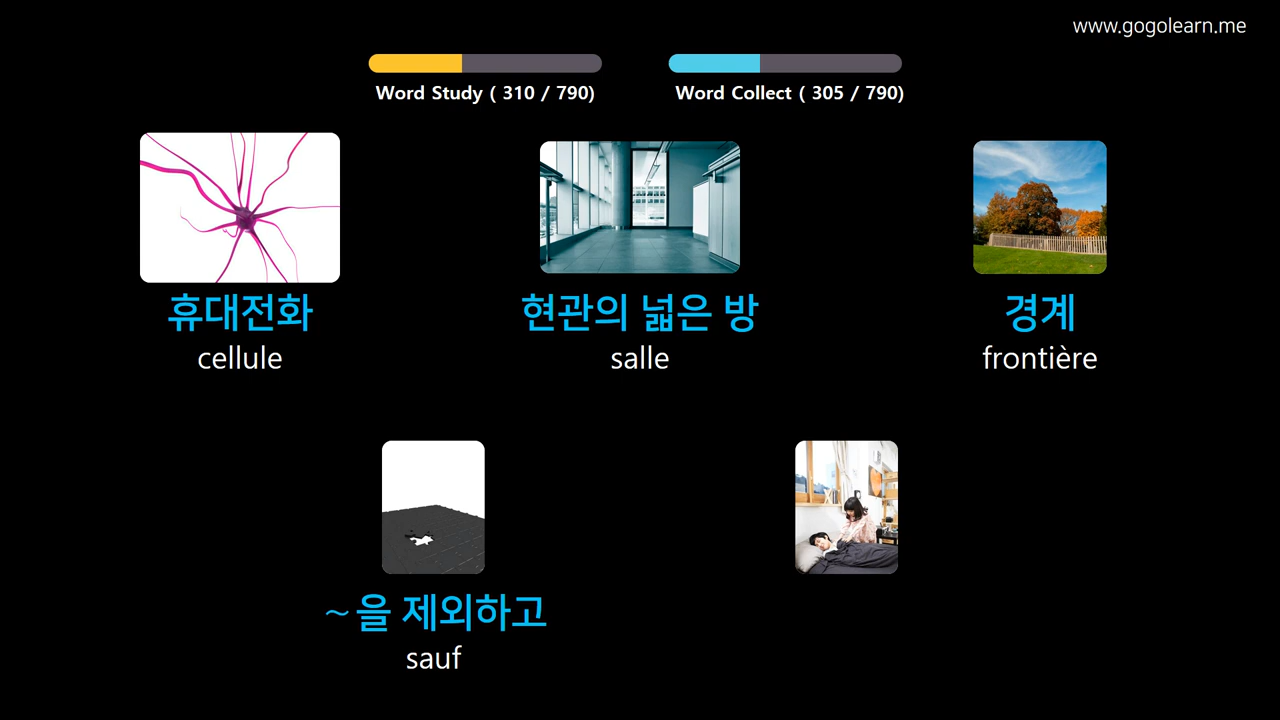 www.gogolearn.me
Word Study ( 310 / 790)
Word Collect ( 305 / 790)
휴대전화
cellule
현관의 넓은 방
salle
경계
frontière
~을 제외하고
sauf